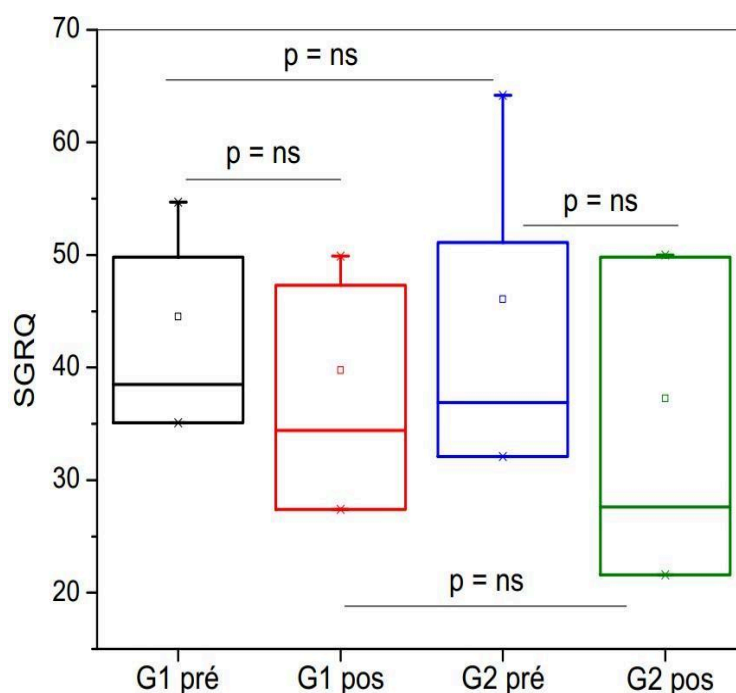 70
p = ns
60
p = ns
p = ns
50
40
SGRQ
30
p = ns
20
G1 pré G1 pos G2 pré G2 pos